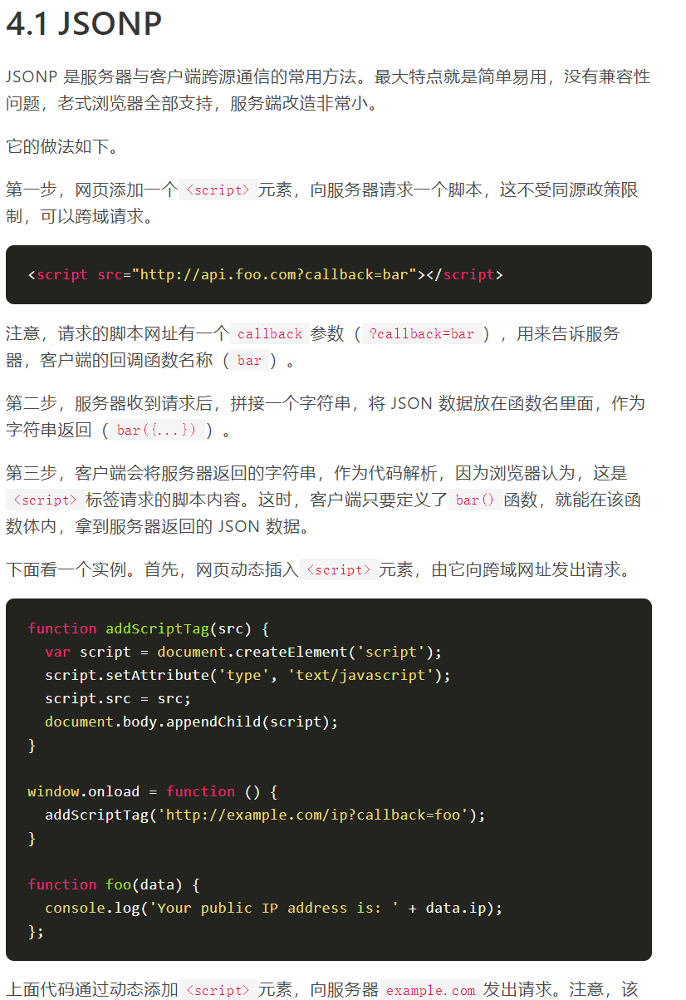 4.1 JSONP
JSONP 是服务器与客户端跨源通信的常用方法。最大特点就是简单易用，没有兼容性
问题，老式浏览器全部支持，服务端改造非常小。
它的做法如下。
第一步，网页添加一个 <script> 元素，向服务器请求一个脚本，这不受同源政策限
制，可以跨域请求。
<script src="http://api.foo.com?callback=bar"></script>
注意，请求的脚本网址有一个 callback 参数（ ?callback=bar ），用来告诉服务
器，客户端的回调函数名称（ bar ）。
第二步，服务器收到请求后，拼接一个字符串，将 JSON 数据放在函数名里面，作为
字符串返回（ bar({...}) ）。
第三步，客户端会将服务器返回的字符串，作为代码解析，因为浏览器认为，这是
<script> 标签请求的脚本内容。这时，客户端只要定义了 bar() 函数，就能在该函
数体内，拿到服务器返回的 JSON 数据。
下面看一个实例。首先，网页动态插入 <script> 元素，由它向跨域网址发出请求。
function addScriptTag(src) {
  var script = document.createElement('script');
  script.setAttribute('type', 'text/javascript');
  script.src = src;
  document.body.appendChild(script);
}
window.onload = function () {
  addScriptTag('http://example.com/ip?callback=foo');
}
function foo(data) {
  console.log('Your public IP address is: ' + data.ip);
};
上面代码通过动态添加 <script> 元素，向服务器 example.com 发出请求。注意，该